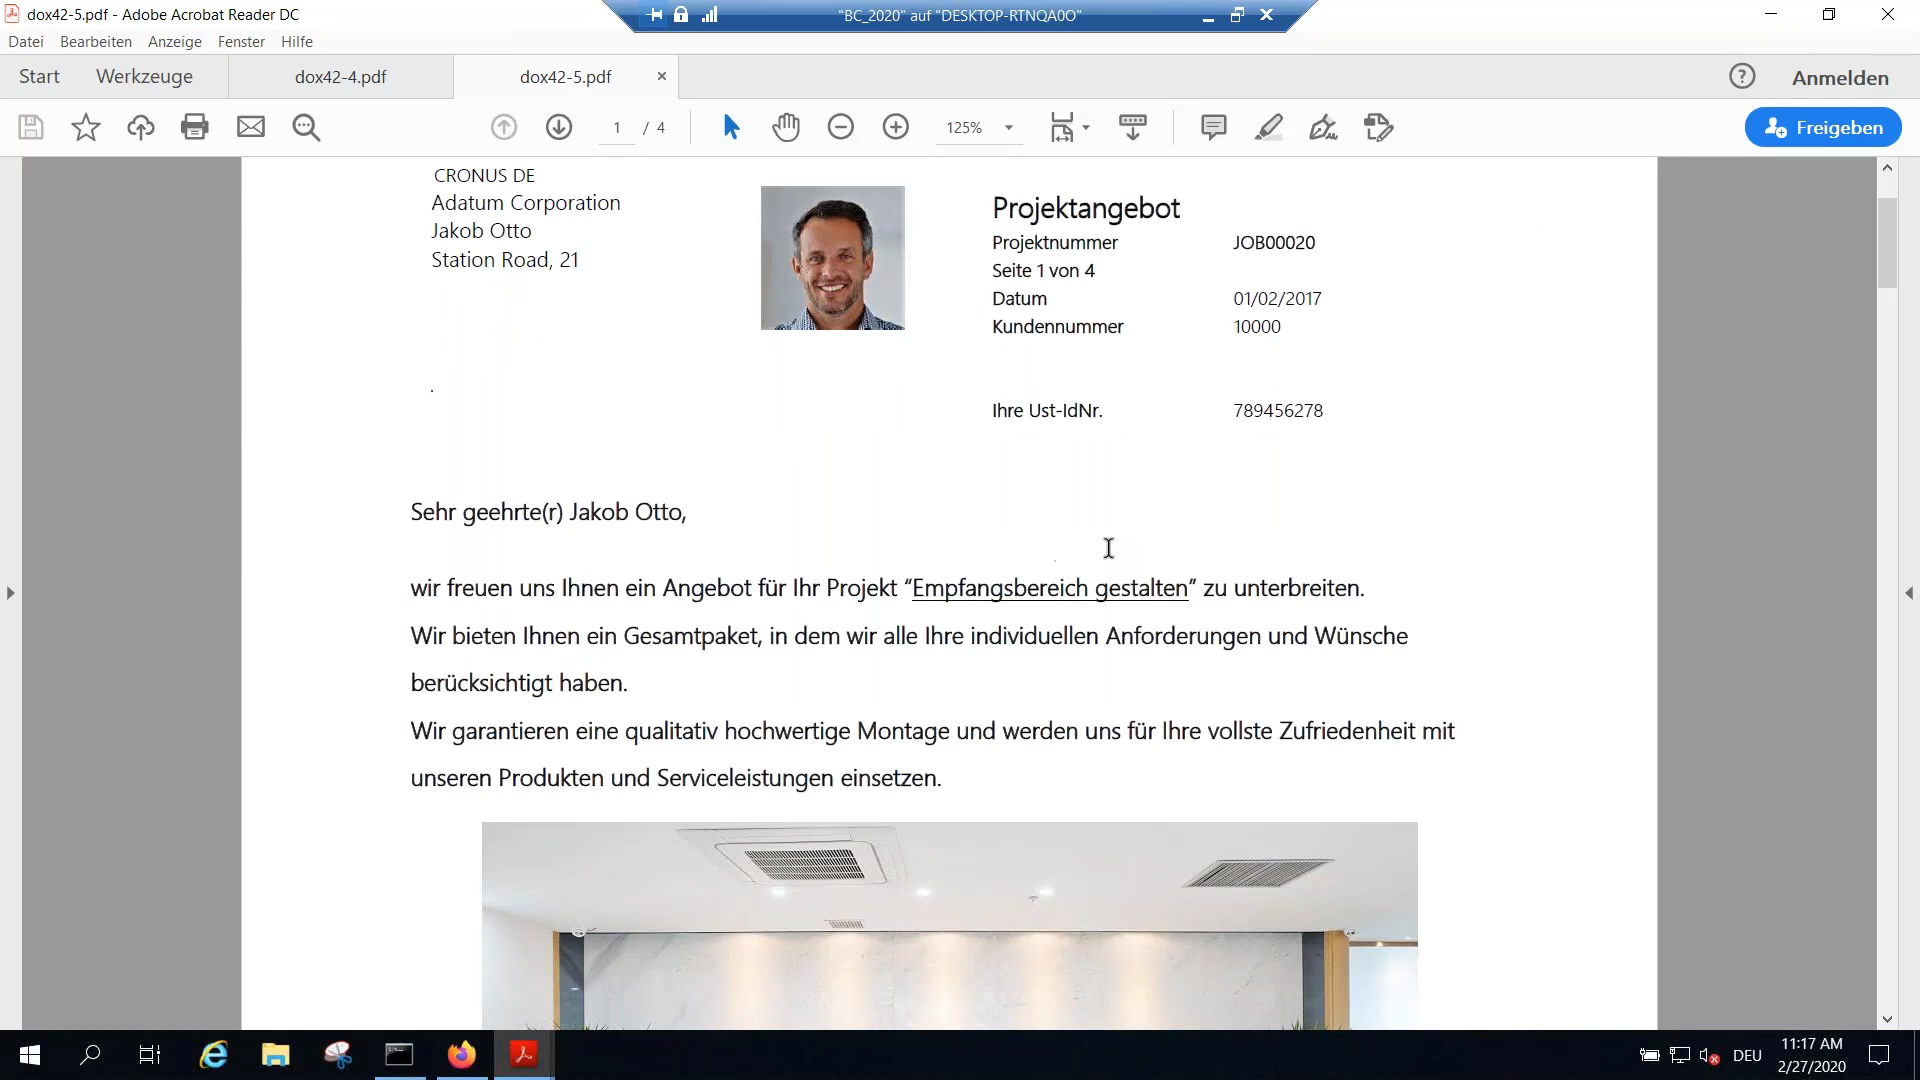 dox42-5.pdf - Adobe Acrobat Reader DC
"BC_2020" auf "DESKTOP-RTNQA0O"
Datei Bearbeiten Anzeige Fenster Hilfe
Start Werkzeuge dox42-4.pdf dox42-5.pdf Anmelden
1 / 4 125% Freigeben
CRONUS DE
Adatum Corporation
Jakob Otto
Station Road, 21
Projektangebot
Projektnummer JOB00020
Seite 1 von 4
Datum 01/02/2017
Kundennummer 10000
Ihre Ust-IdNr. 789456278
Sehr geehrte(r) Jakob Otto,
wir freuen uns Ihnen ein Angebot für Ihr Projekt “Empfangsbereich gestalten” zu unterbreiten.
Wir bieten Ihnen ein Gesamtpaket, in dem wir alle Ihre individuellen Anforderungen und Wünsche
berücksichtigt haben.
Wir garantieren eine qualitativ hochwertige Montage und werden uns für Ihre vollste Zufriedenheit mit
unseren Produkten und Serviceleistungen einsetzen.
DEU
11:17 AM
2/27/2020